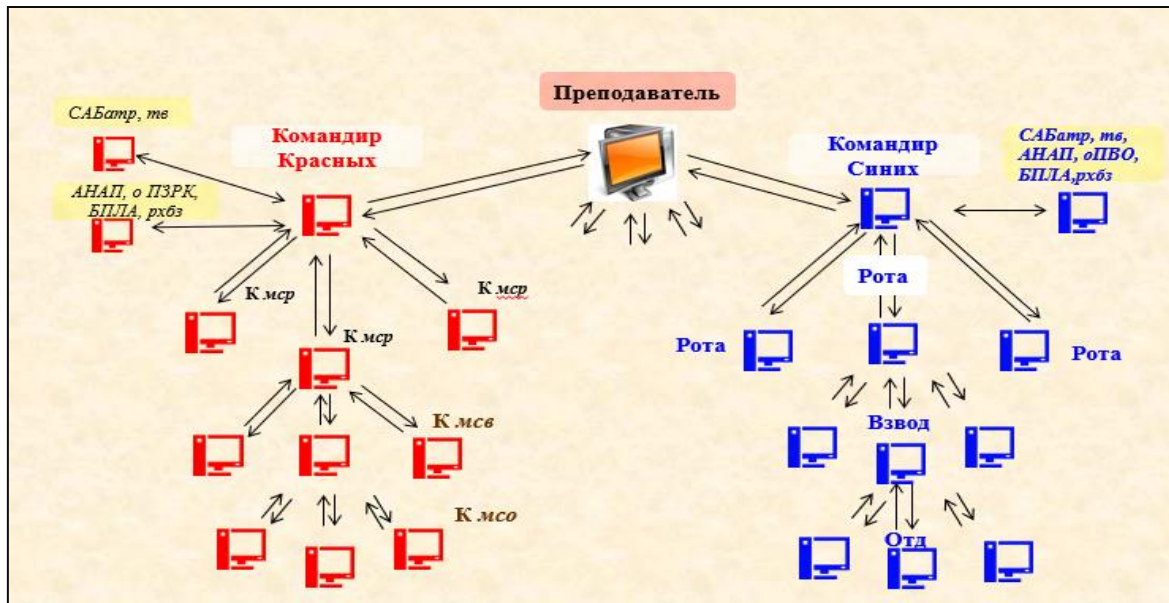 Преподаватель
САБатр, тв
Командир
Красных
АНАП, о ПЗРК,
БПЛА, рхбз
К мср
К мср
К мср
К мсв
К мсо
Командир
Синих
САБатр, тв,
АНАП, оПВО,
БПЛА,рхбз
Рота
Рота
Рота
Взвод
Отд